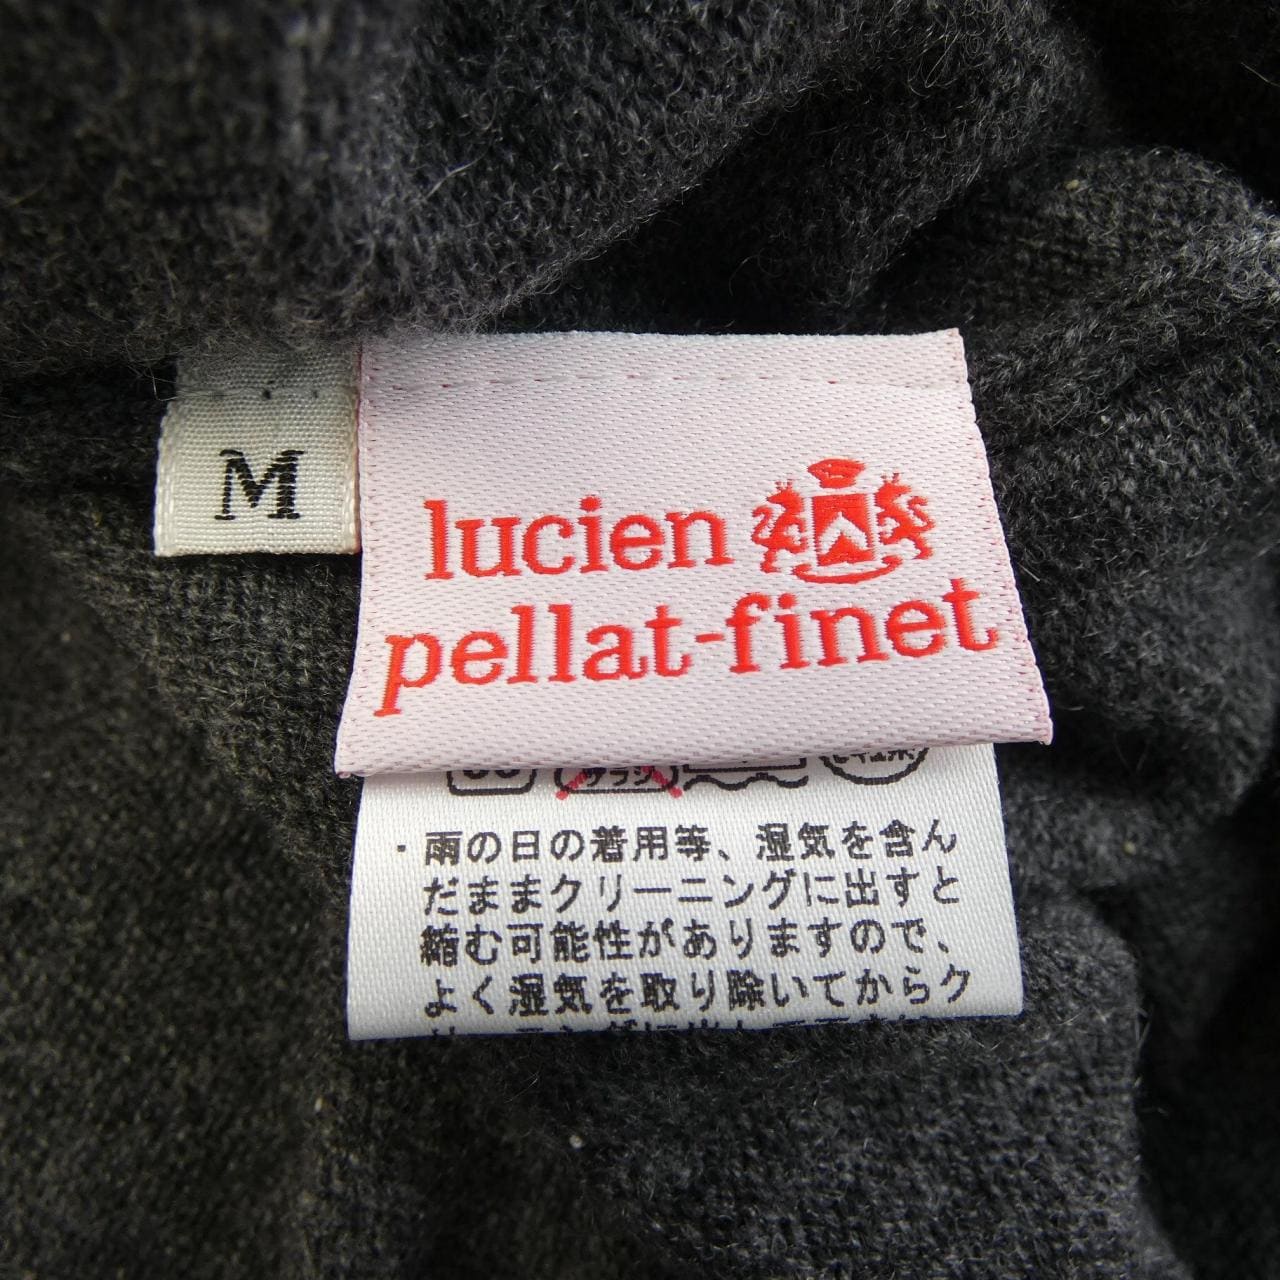 M
lucien
pellat-finet
・雨の日の着用等、湿気を含ん
だままクリーニングに出すと
縮む可能性がありますので、
よく湿気を取り除いてからク